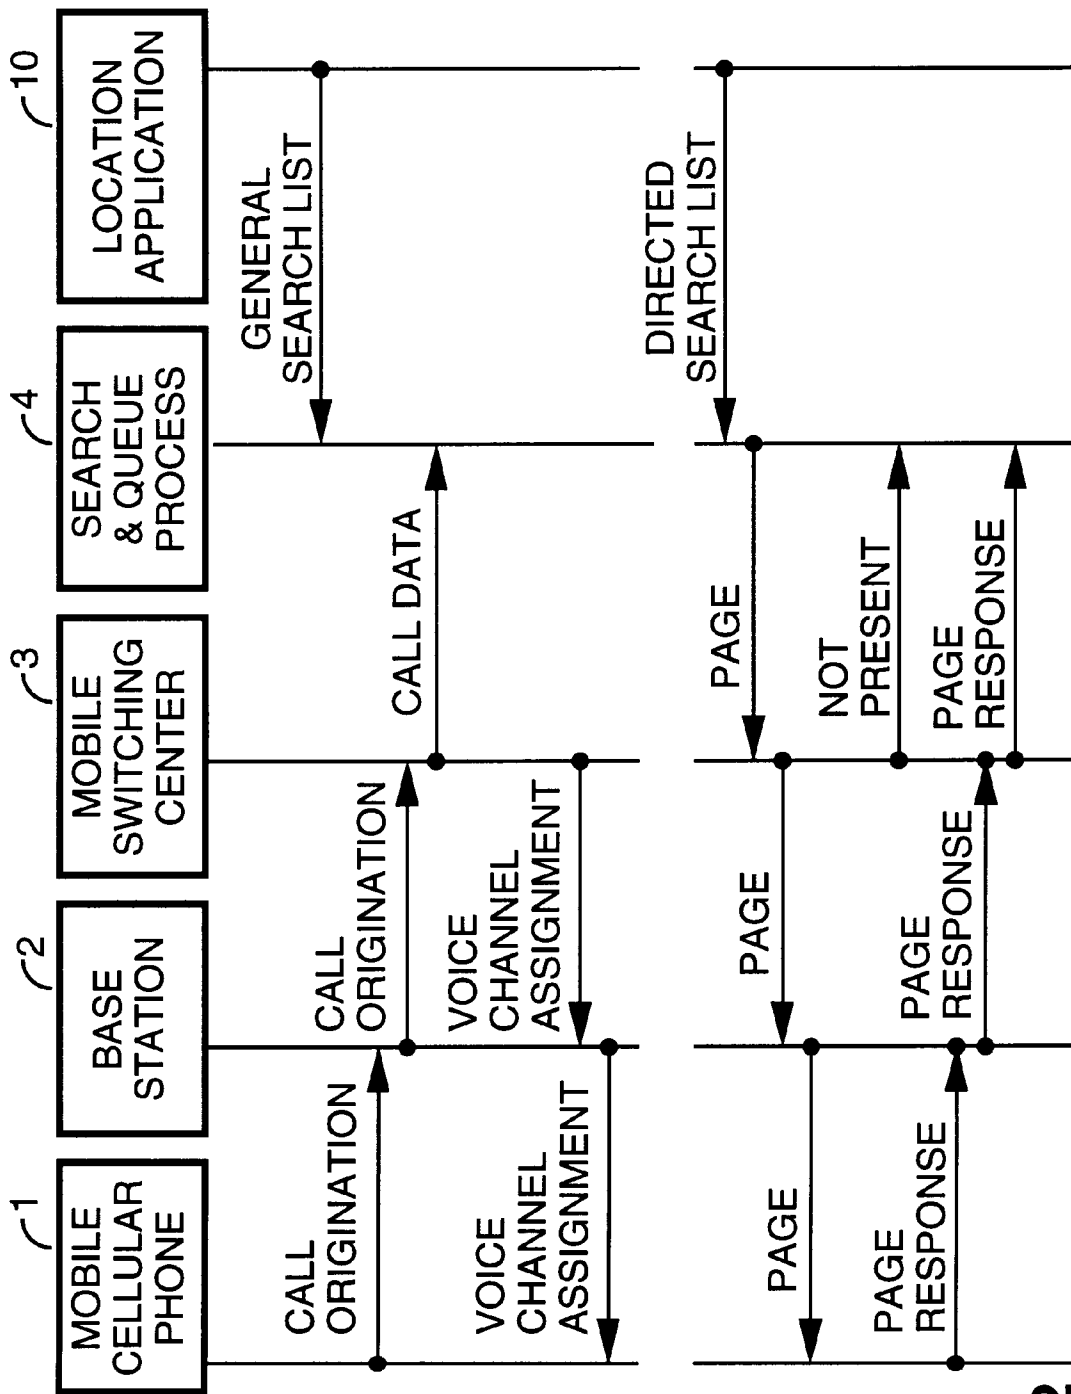 1
MOBILE
CELLULAR
PHONE
2
BASE
STATION
3
MOBILE
SWITCHING
CENTER
4
SEARCH
& QUEUE
PROCESS
10
LOCATION
APPLICATION
GENERAL
SEARCH LIST
CALL
ORIGINATION
CALL
ORIGINATION
CALL DATA
VOICE
CHANNEL
ASSIGNMENT
VOICE
CHANNEL
ASSIGNMENT
DIRECTED
SEARCH LIST
PAGE
PAGE
PAGE
NOT
PRESENT
PAGE
RESPONSE
PAGE
RESPONSE
PAGE
RESPONSE